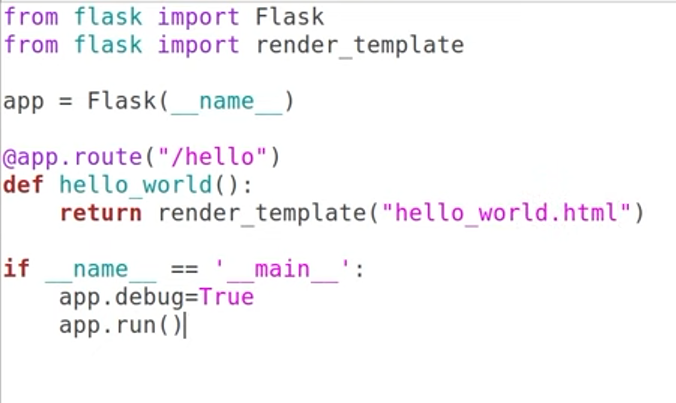 from flask import Flask
from flask import render_template
app = Flask(__name__)
@app.route("/hello")
def hello_world():
    return render_template("hello_world.html")
if __name__ == '__main__':
    app.debug=True
    app.run()